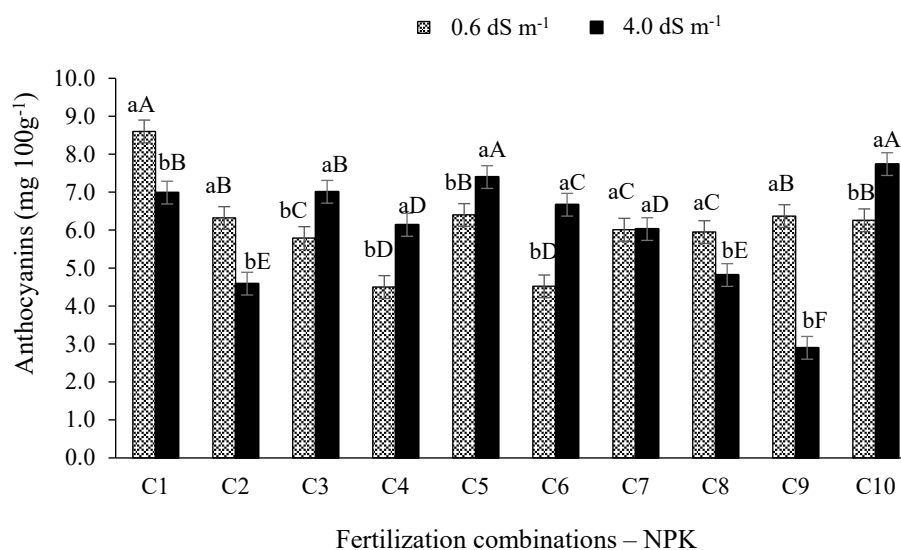 0.6 dS m⁻¹ 4.0 dS m⁻¹
Anthocyanins (mg 100g⁻¹)
10.0
9.0
8.0
7.0
6.0
5.0
4.0
3.0
2.0
1.0
0.0
aA bB aB bE bC aB bD aD bB aA bD aC aC aD aC bE aB bF bB aA
C1 C2 C3 C4 C5 C6 C7 C8 C9 C10
Fertilization combinations – NPK